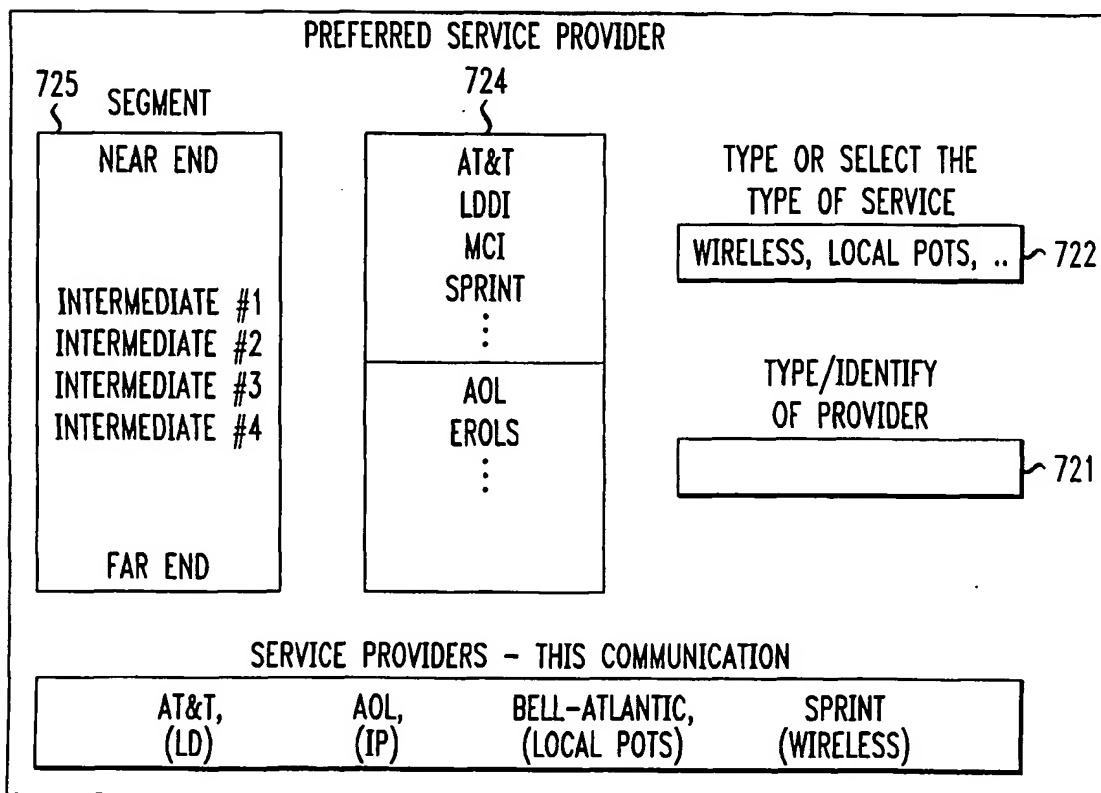 PREFERRED SERVICE PROVIDER
725
SEGMENT
NEAR END
INTERMEDIATE #1
INTERMEDIATE #2
INTERMEDIATE #3
INTERMEDIATE #4
FAR END
724
AT&T
LDDI
MCI
SPRINT
⋮
AOL
EROLS
⋮
TYPE OR SELECT THE
TYPE OF SERVICE
WIRELESS, LOCAL POTS, ..
722
TYPE/IDENTIFY
OF PROVIDER
721
SERVICE PROVIDERS - THIS COMMUNICATION
AT&T, AOL, BELL-ATLANTIC, SPRINT
(LD) (IP) (LOCAL POTS) (WIRELESS)